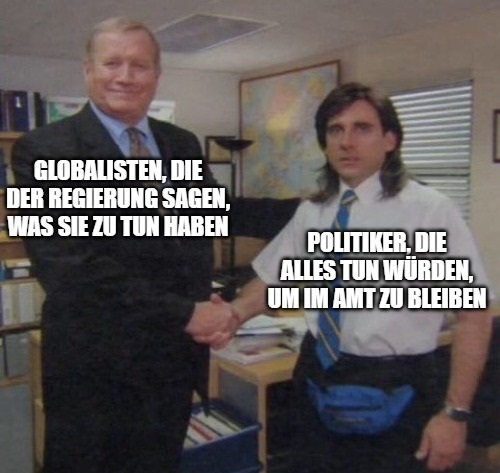 GLOBALISTEN, DIE
DER REGIERUNG SAGEN,
WAS SIE ZU TUN HABEN
POLITIKER, DIE
ALLES TUN WÜRDEN,
UM IM AMT ZU BLEIBEN